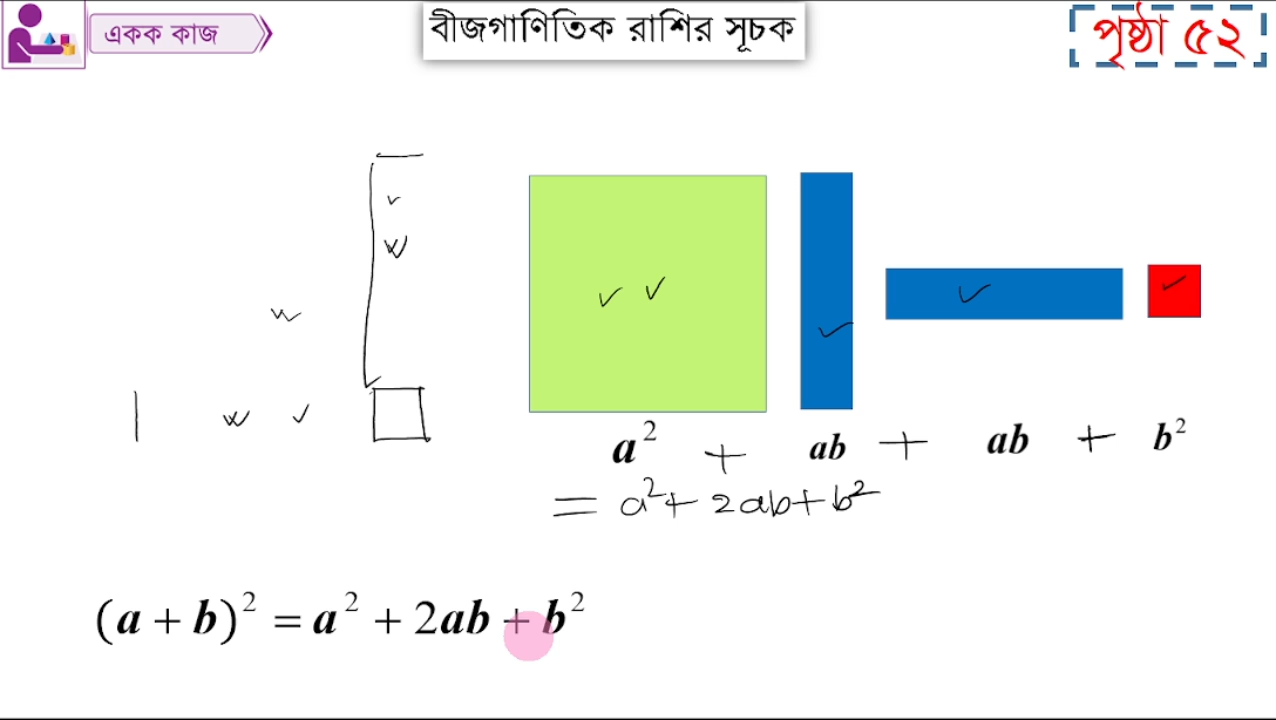 একক কাজ
বীজগাণিতিক রাশির সূচক
পৃষ্ঠা ৫২
a² + ab + ab + b²
= a² + 2ab + b²
(a + b)² = a² + 2ab + b²